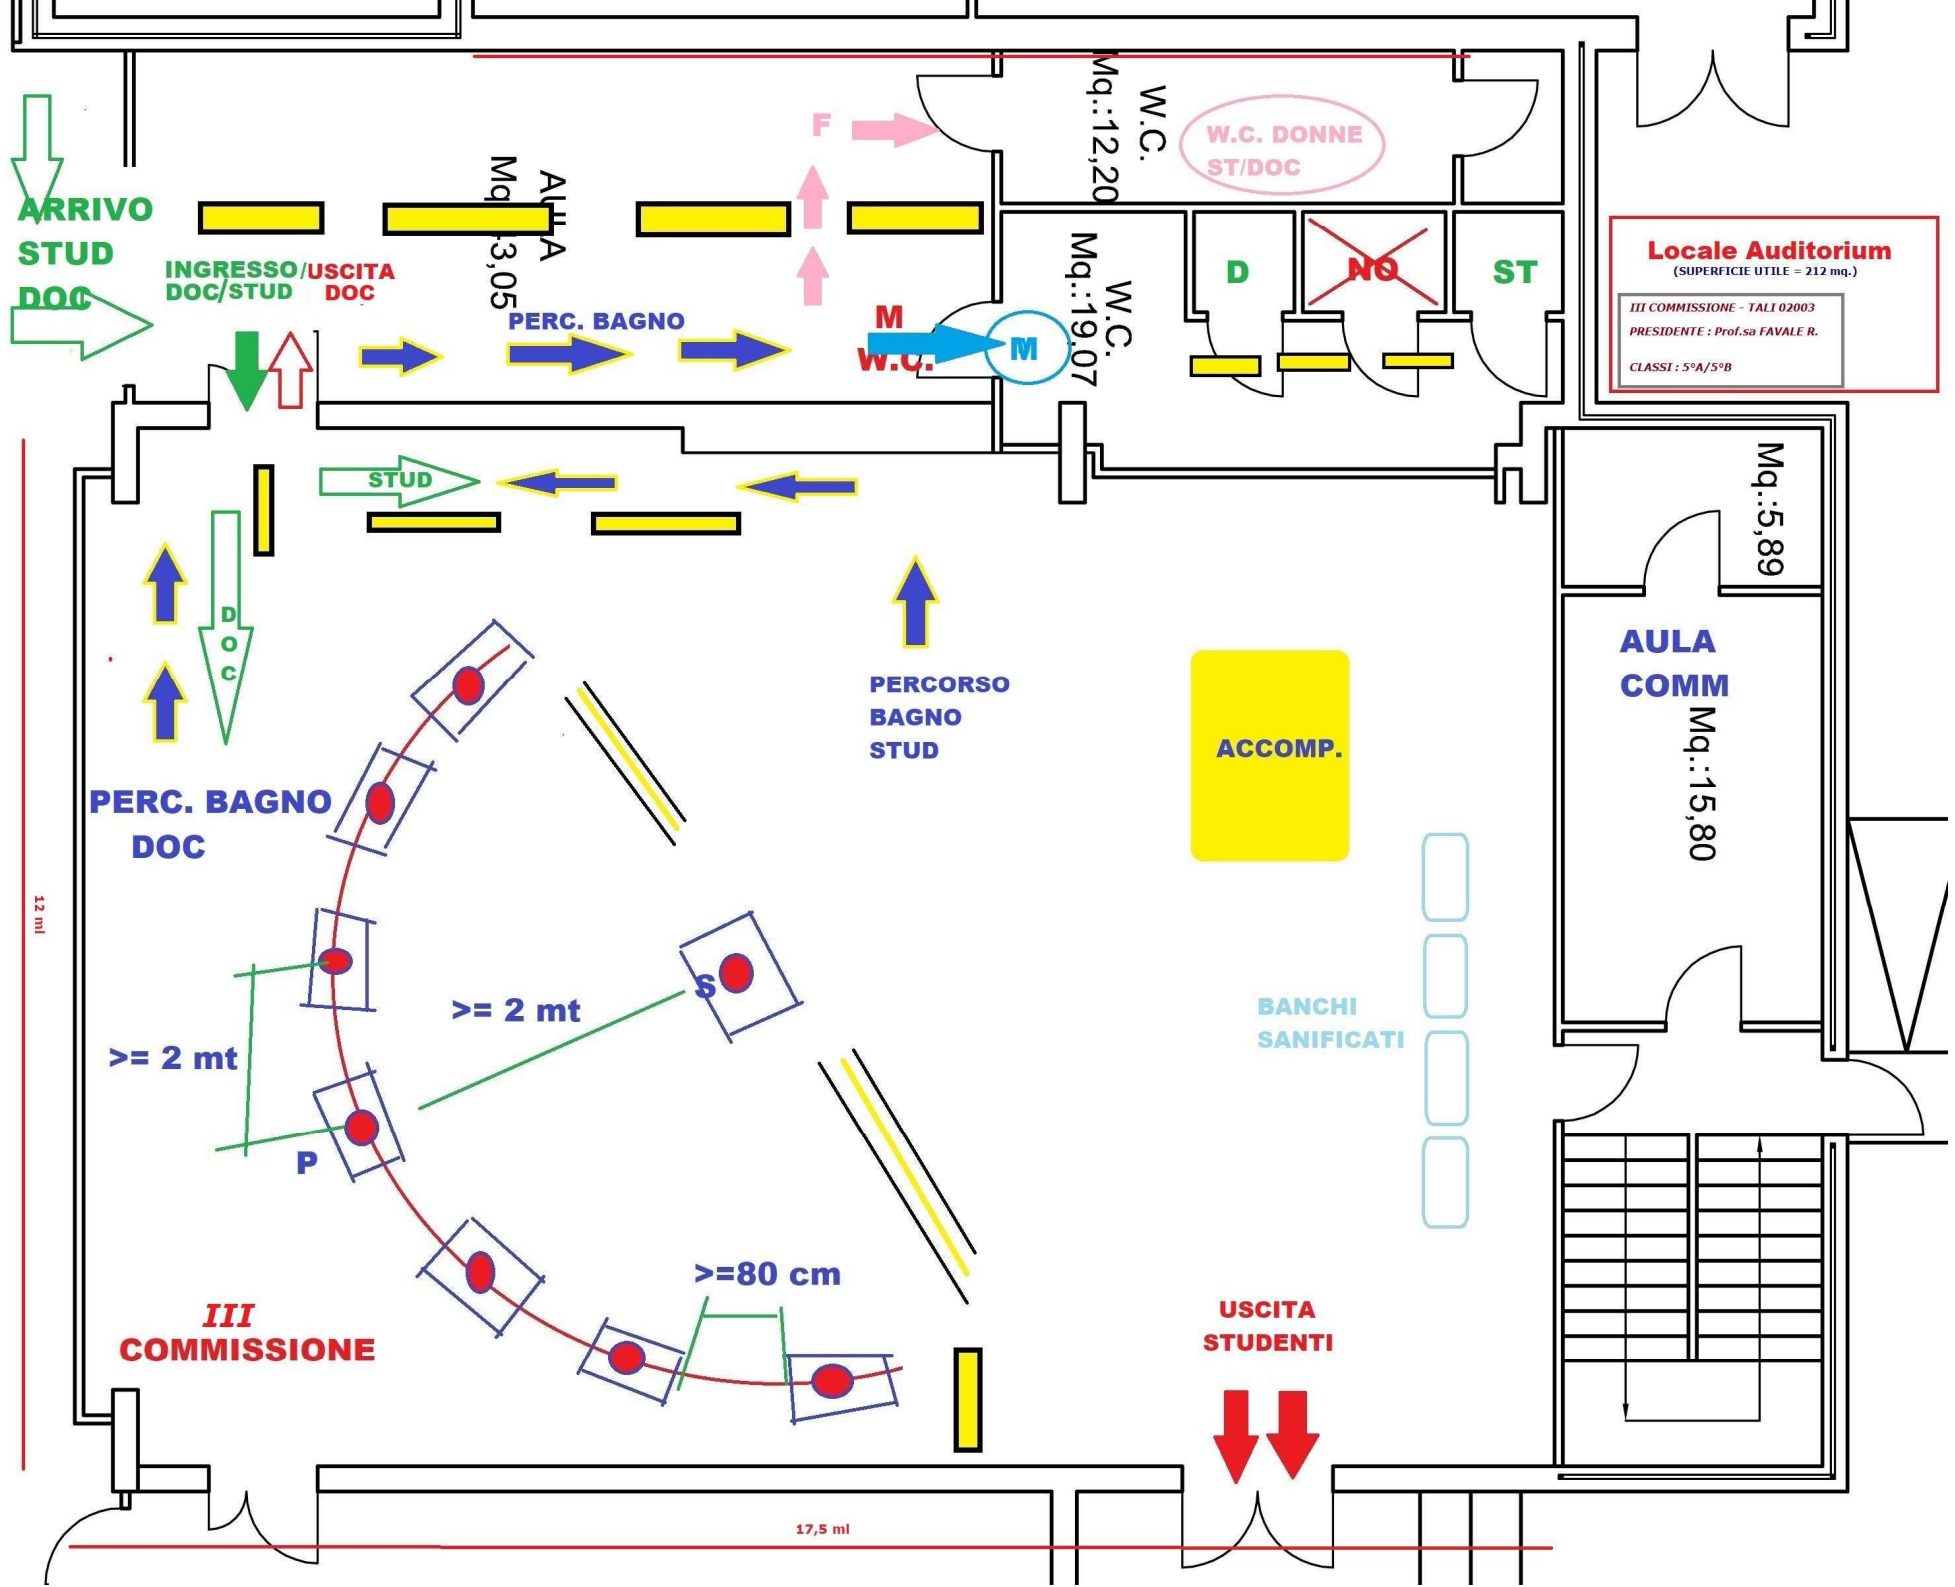 W.C.
Mq.:12,20
F
W.C. DONNE
ST/DOC
ARRIVO
STUD
DOC
AULA
INGRESSO/USCITA
DOC/STUD DOC
PERC. BAGNO
M
W.C.
M
W.C.
Mq.:19,07
D
NO
ST
Locale Auditorium
(SUPERFICIE UTILE = 212 mq.)
III COMMISSIONE - TALI 02003
PRESIDENTE : Prof.sa FAVALE R.
CLASSI : 5°A/5°B
STUD
Mq.:5,89
DOC
PERCORSO
BAGNO
STUD
AULA
COMM
Mq.:15,80
ACCOMP.
PERC. BAGNO
DOC
12 ml
S
>= 2 mt
>= 2 mt
P
BANCHI
SANIFICATI
>=80 cm
III
COMMISSIONE
USCITA
STUDENTI
17,5 ml